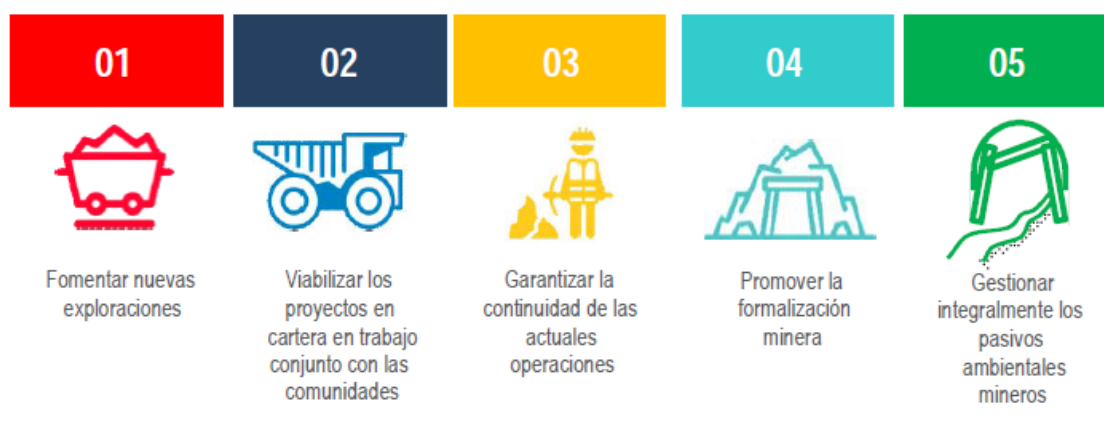 01
Fomentar nuevas
exploraciones
02
Viabilizar los
proyectos en
cartera en trabajo
conjunto con las
comunidades
03
Garantizar la
continuidad de las
actuales
operaciones
04
Promover la
formalización
minera
05
Gestionar
integralmente los
pasivos
ambientales
mineros